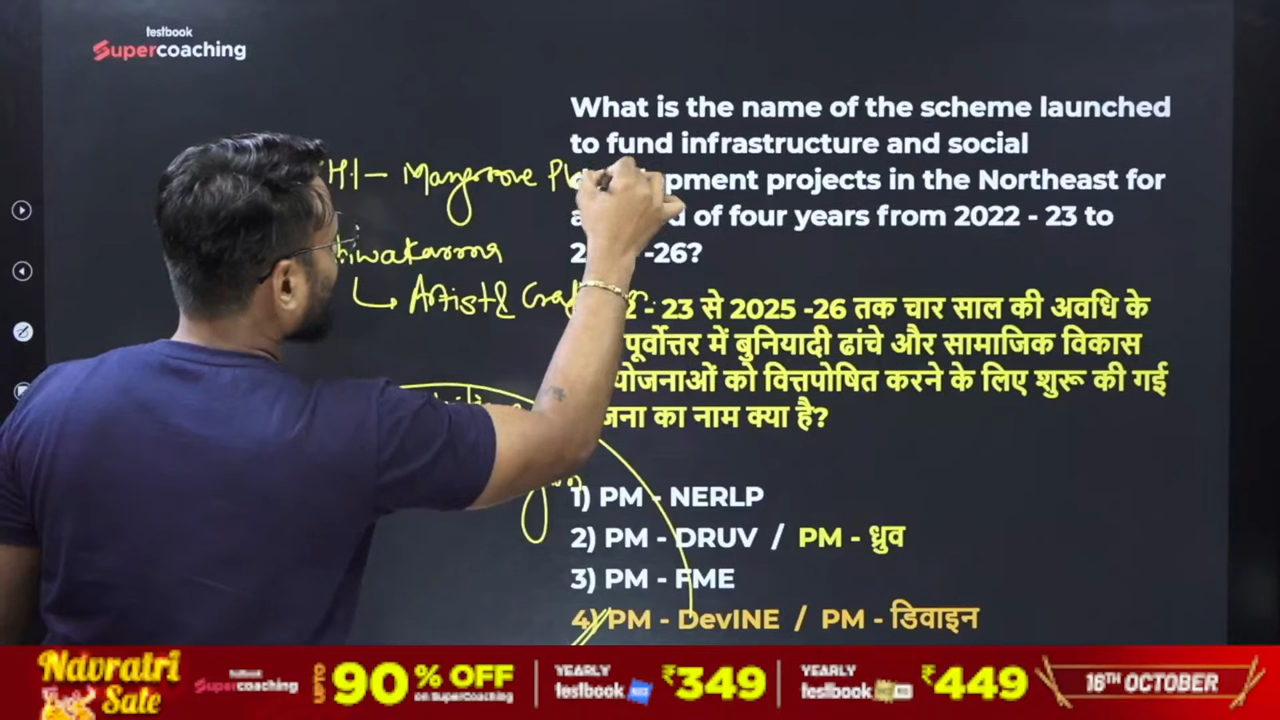 testbook
Supercoaching
What is the name of the scheme launched
to fund infrastructure and social
pment projects in the Northeast for
of four years from 2022 - 23 to
-26?
- Mangrove
Artist &
- 23 से 2025 -26 तक चार साल की अवधि के
पूर्वोत्तर में बुनियादी ढांचे और सामाजिक विकास
योजनाओं को वित्तपोषित करने के लिए शुरू की गई
का नाम क्या है?
1) PM - NERLP
2) PM - DRUV / PM - ध्रुव
3) PM - FME
4) PM - DevINE / PM - डिवाइन
Navratri
Sale
testbook
Supercoaching
UPTO
90% OFF
on SuperCoaching
YEARLY
testbook
₹349
YEARLY
testbook
₹449
16TH OCTOBER